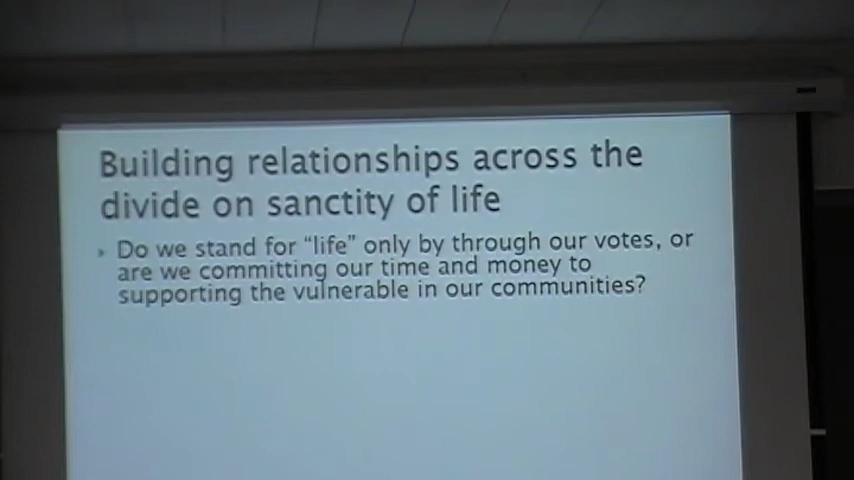 Building relationships across the
divide on sanctity of life
Do we stand for “life” only by through our votes, or
are we committing our time and money to
supporting the vulnerable in our communities?